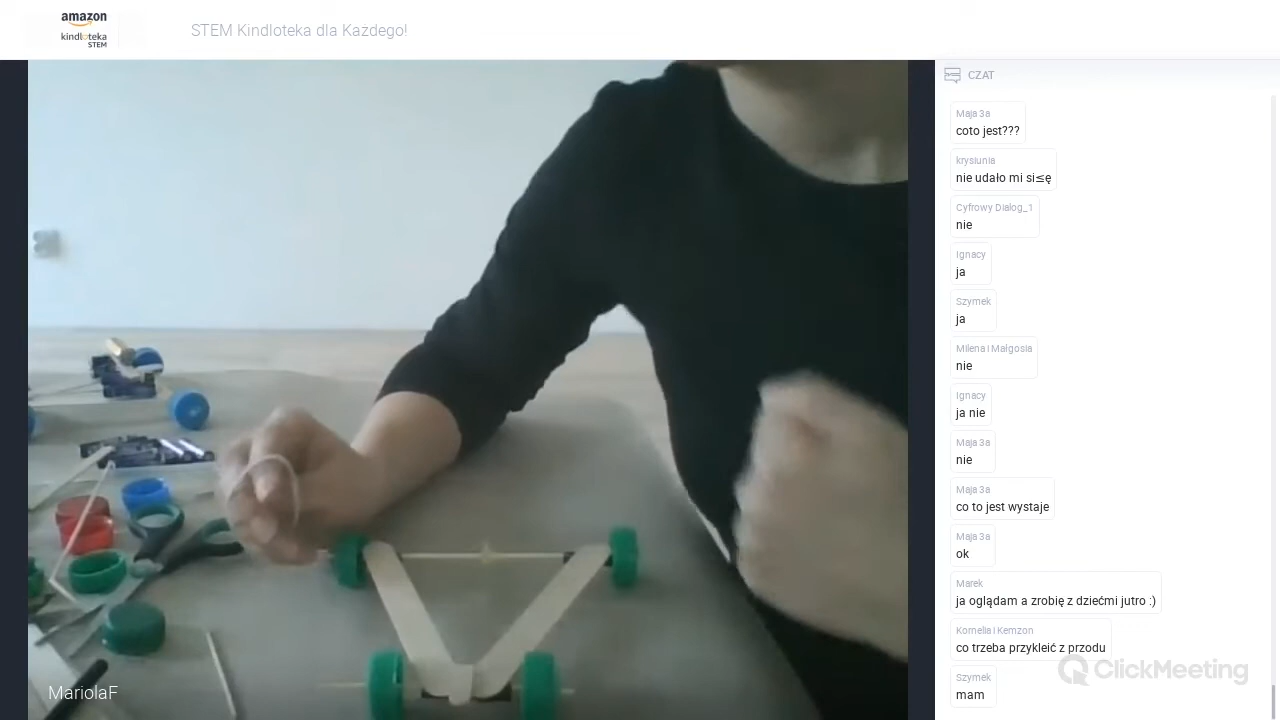 amazon
kindloteka
STEM
STEM Kindloteka dla Każdego!
CZAT
Maja 3a
coto jest???
krysiunia
nie udało mi si≤ę
Cyfrowy Dialog_1
nie
Ignacy
ja
Szymek
ja
Milena i Małgosia
nie
Ignacy
ja nie
Maja 3a
nie
Maja 3a
co to jest wystaje
Maja 3a
ok
Marek
ja oglądam a zrobię z dziećmi jutro :)
Kornelia i Kemzon
co trzeba przykleić z przodu
Szymek
mam
ClickMeeting
MariolaF